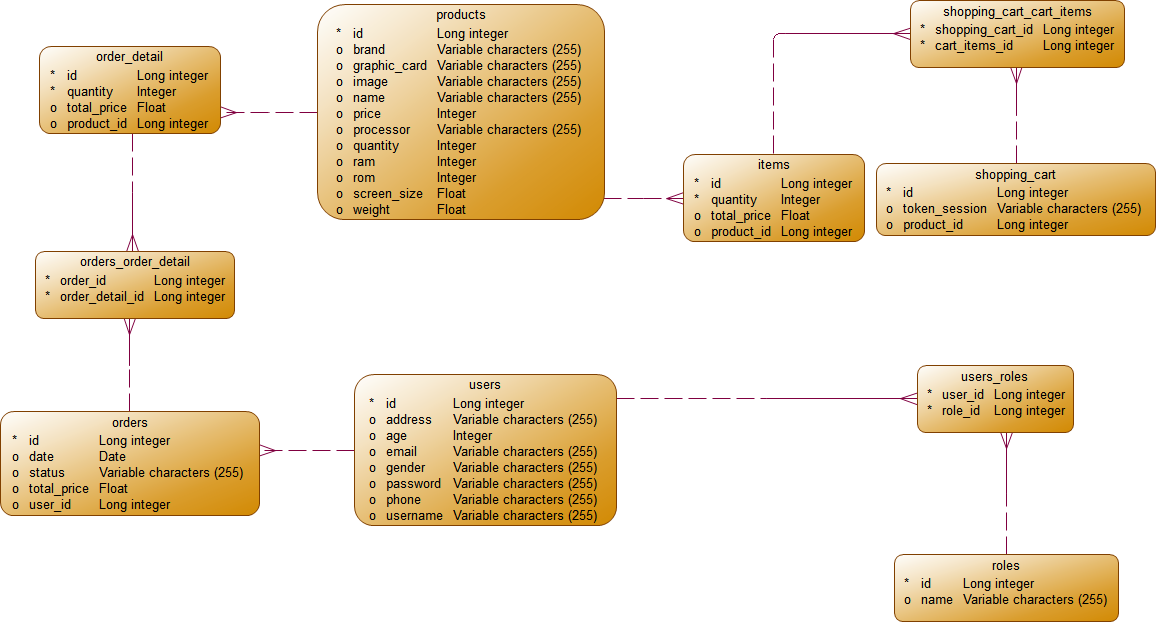 products
* id Long integer
o brand Variable characters (255)
o graphic_card Variable characters (255)
o image Variable characters (255)
o name Variable characters (255)
o price Integer
o processor Variable characters (255)
o quantity Integer
o ram Integer
o rom Integer
o screen_size Float
o weight Float
shopping_cart_cart_items
* shopping_cart_id Long integer
* cart_items_id Long integer
order_detail
* id Long integer
* quantity Integer
o total_price Float
o product_id Long integer
items
* id Long integer
* quantity Integer
o total_price Float
o product_id Long integer
shopping_cart
* id Long integer
o token_session Variable characters (255)
o product_id Long integer
orders_order_detail
* order_id Long integer
* order_detail_id Long integer
users
* id Long integer
o address Variable characters (255)
o age Integer
o email Variable characters (255)
o gender Variable characters (255)
o password Variable characters (255)
o phone Variable characters (255)
o username Variable characters (255)
users_roles
* user_id Long integer
* role_id Long integer
orders
* id Long integer
o date Date
o status Variable characters (255)
o total_price Float
o user_id Long integer
roles
* id Long integer
o name Variable characters (255)